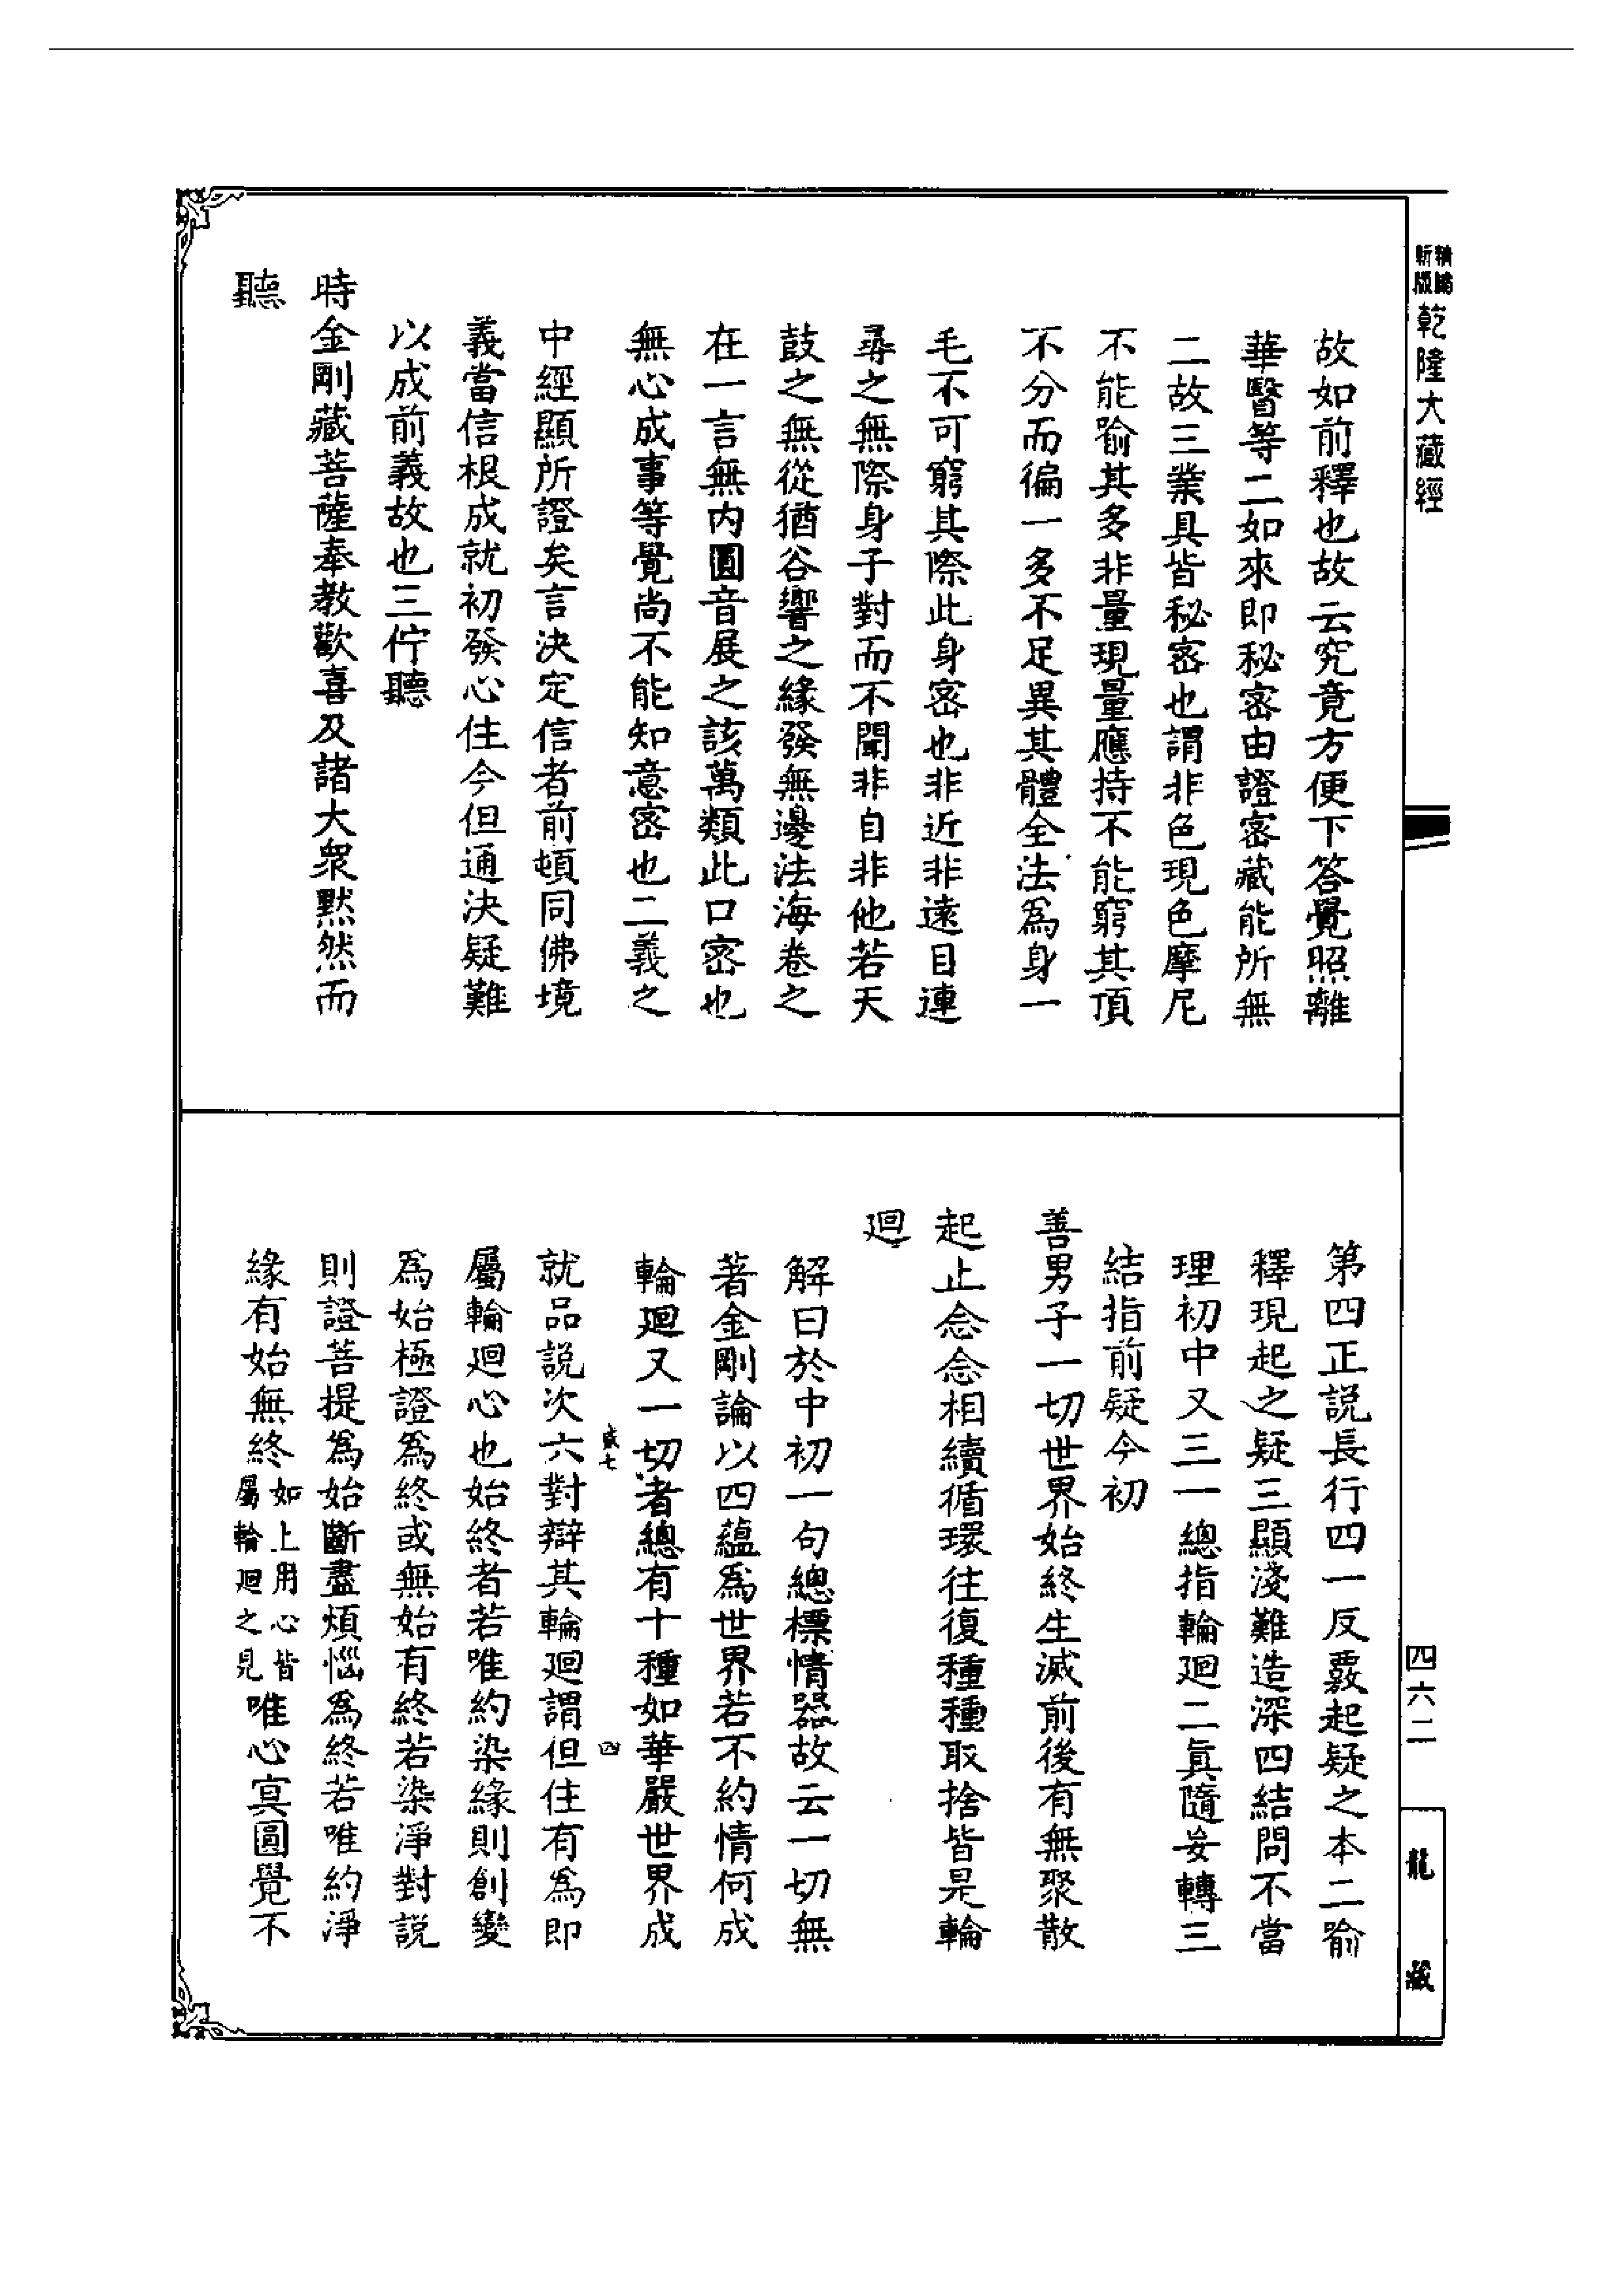 新編
縮版
乾隆大藏經
故如前釋也故云究竟方便下答覺照離
華翳等二如來即秘密由證密藏能所無
二故三業具皆秘密也謂非色現色摩尼
不能喻其多非量現量應持不能窮其頂
不分而徧一多不足異其體全法為身一
毛不可窮其際此身密也非近非遠目連
尋之無際身子對而不聞非自非他若天
鼓之無從猶谷響之緣發無邊法海卷之
在一言無內圓音展之該萬類此口密也
無心成事等覺尚不能知意密也二義之
中經顯所證矣言決定信者前頓同佛境
義當信根成就初發心住今但通決疑難
以成前義故也三佇聽
時金剛藏菩薩奉教歡喜及諸大衆默然而
聽
四六二
龍藏
第四正說長行四一反覈起疑之本二喻
釋現起之疑三顯淺難造深四結問不當
理初中又三一總指輪迴二真隨妄轉三
結指前疑今初
善男子一切世界始終生滅前後有無聚散
起止念念相續循環往復種種取捨皆是輪
迴
解曰於中初一句總標情器故云一切無
著金剛論以四蘊為世界若不約情何成
輪迴又一切者總有十種如華嚴世界成
四
就品說次六對辯其輪迴謂但住有為即
屬輪迴心也始終者若唯約染緣則創變
為始極證為終或無始有終若染淨對說
則證菩提為始斷盡煩惱為終若唯約淨
緣有始無終如上用心皆屬輪迴之見唯心冥圓覺不